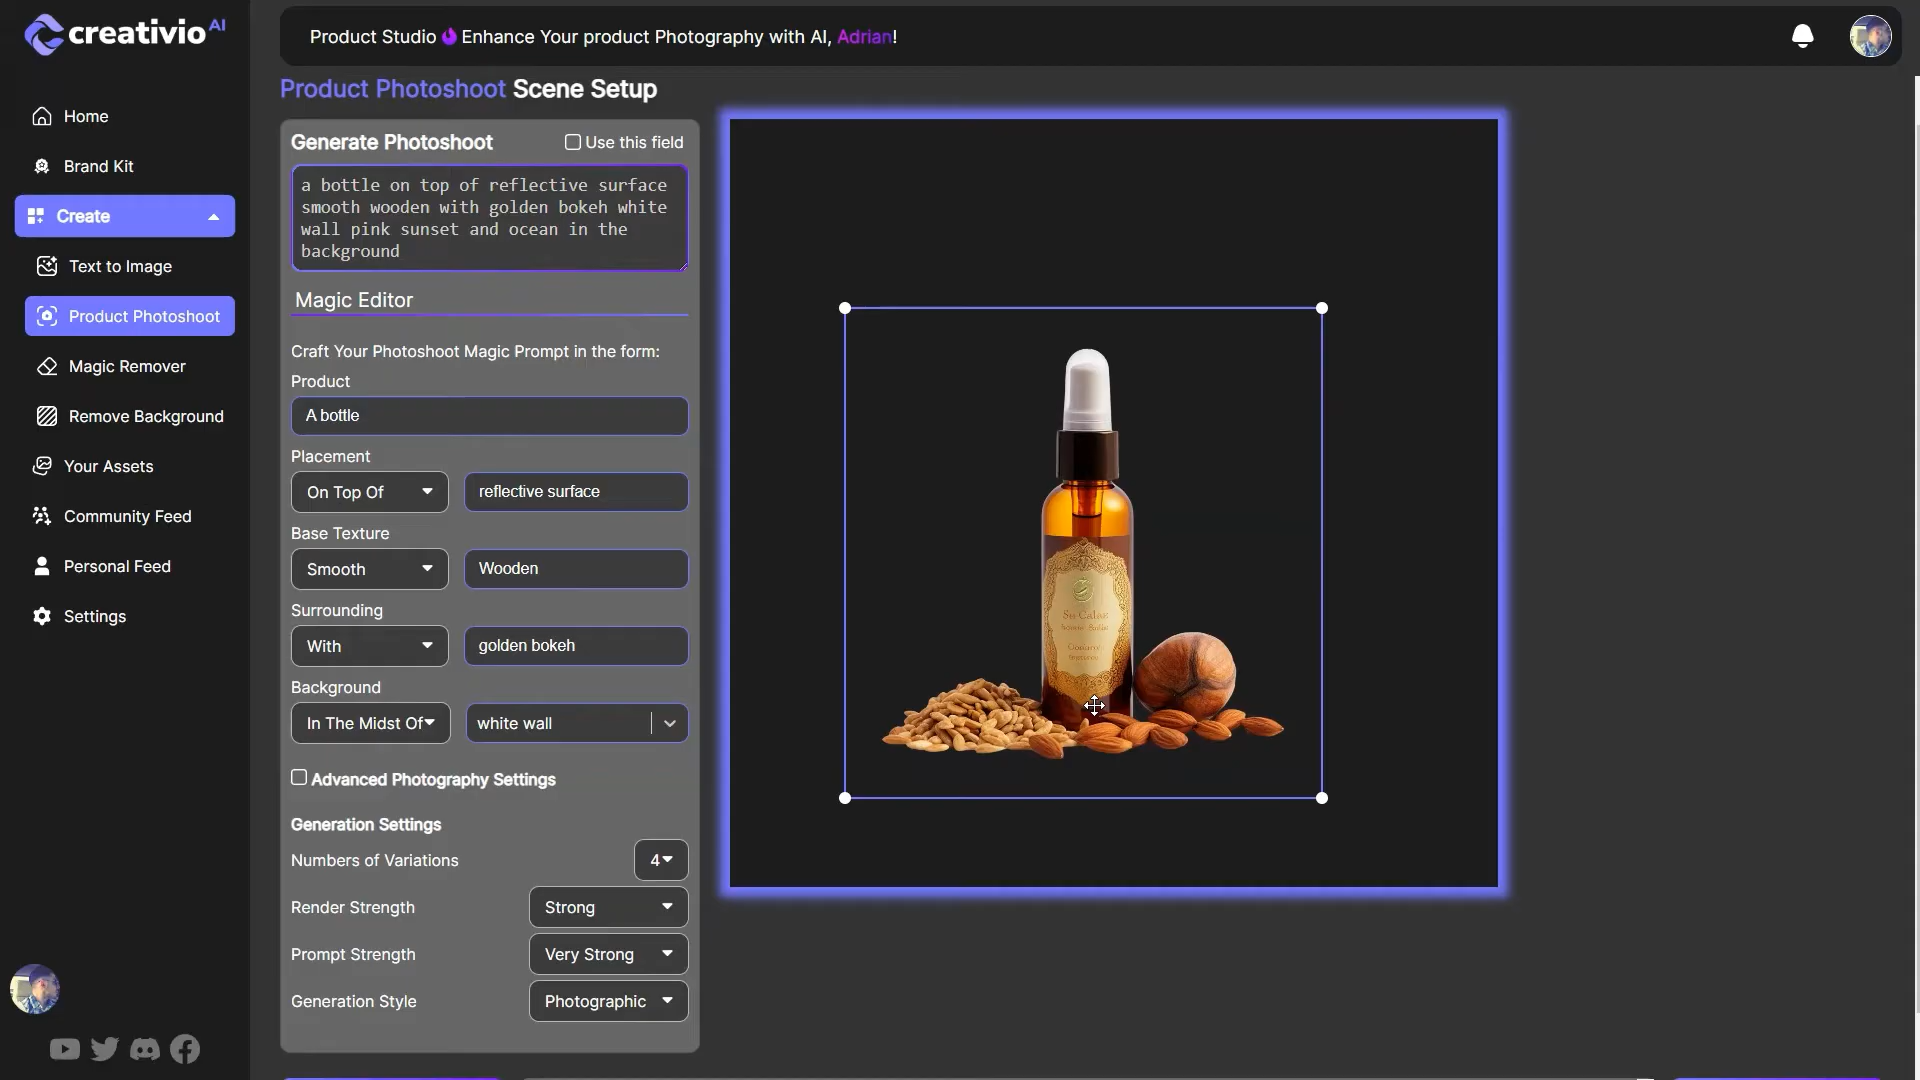 creativio AI
Product Studio Enhance Your product Photography with AI, Adrian!
Home
Brand Kit
Create
Text to Image
Product Photoshoot
Magic Remover
Remove Background
Your Assets
Community Feed
Personal Feed
Settings
Product Photoshoot Scene Setup
Generate Photoshoot
Use this field
a bottle on top of reflective surface
smooth wooden with golden bokeh white
wall pink sunset and ocean in the
background
Magic Editor
Craft Your Photoshoot Magic Prompt in the form:
Product
A bottle
Placement
On Top Of
reflective surface
Base Texture
Smooth
Wooden
Surrounding
With
golden bokeh
Background
In The Midst Of
white wall
Advanced Photography Settings
Generation Settings
Numbers of Variations
4
Render Strength
Strong
Prompt Strength
Very Strong
Generation Style
Photographic